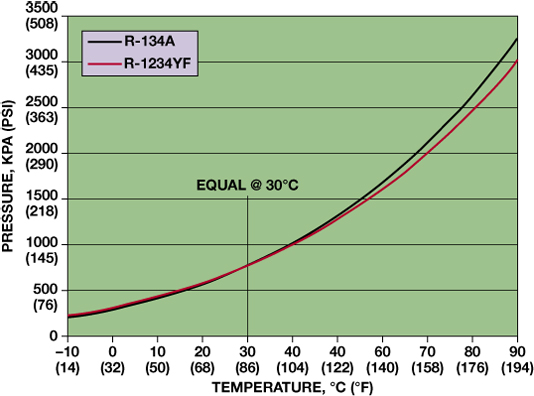 3500
(508)
R-134A
R-1234YF
3000
(435)
2500
(363)
2000
(290)
EQUAL @ 30°C
1500
(218)
1000
(145)
500
(76)
0
PRESSURE, KPA (PSI)
–10 0 10 20 30 40 40 60 70 80 90
(14) (32) (50) (68) (86) (104) (122) (140) (158) (176) (194)
TEMPERATURE, °C (°F)